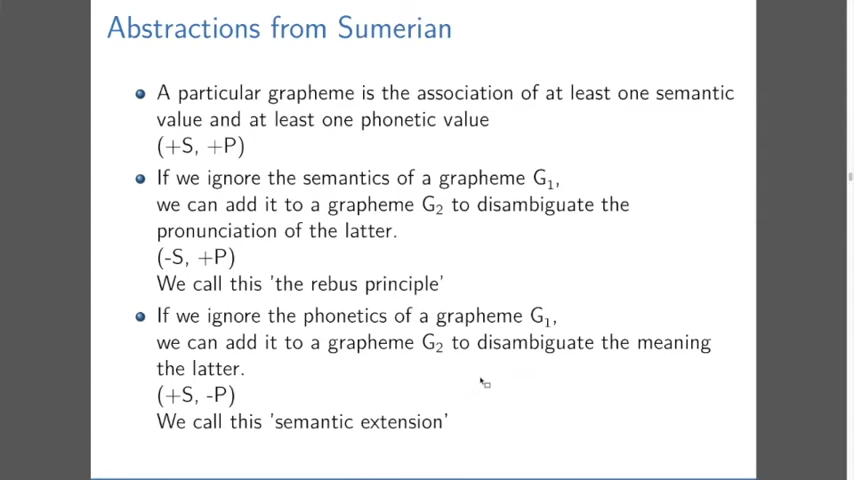 Abstractions from Sumerian
A particular grapheme is the association of at least one semantic
value and at least one phonetic value
(+S, +P)
If we ignore the semantics of a grapheme G₁,
we can add it to a grapheme G₂ to disambiguate the
pronunciation of the latter.
(-S, +P)
We call this 'the rebus principle'
If we ignore the phonetics of a grapheme G₁,
we can add it to a grapheme G₂ to disambiguate the meaning
the latter.
(+S, -P)
We call this 'semantic extension'